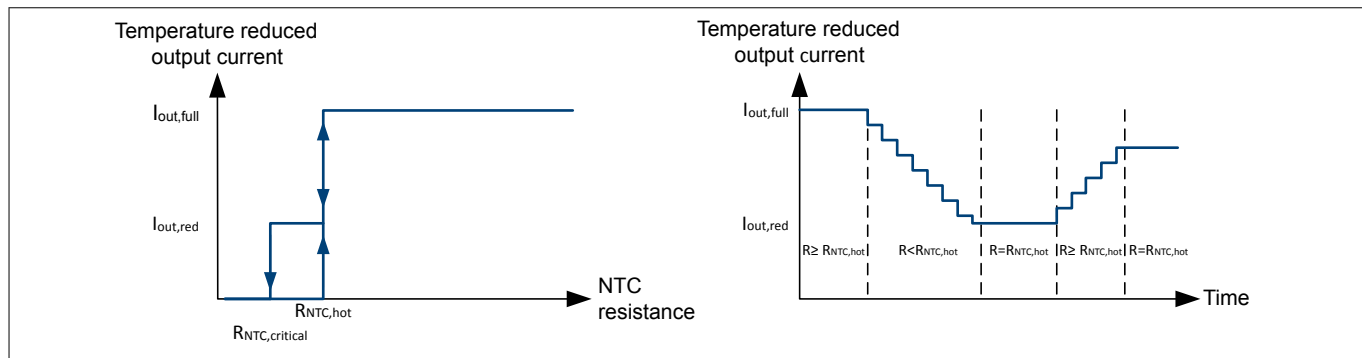 Temperature reduced
output current
Iout,full
Iout,red
RNTC,hot
RNTC,critical
NTC
resistance
Temperature reduced
output current
Iout,full
Iout,red
R≥ RNTC,hot
R<RNTC,hot
R=RNTC,hot
R≥ RNTC,hot
R=RNTC,hot
Time